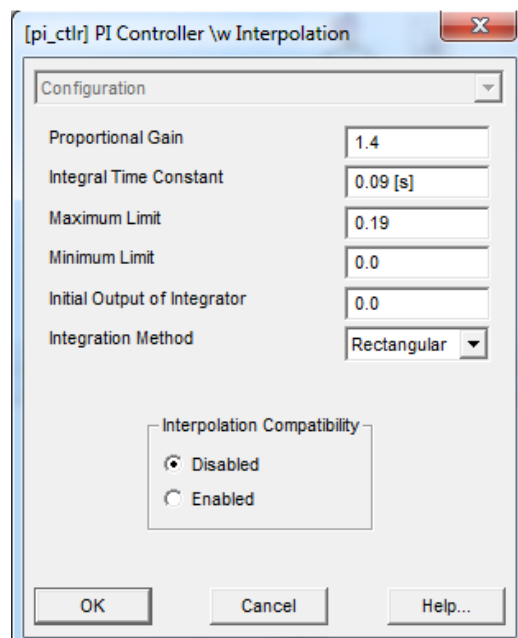 [pi_ctlr] PI Controller \w Interpolation
Configuration
Proportional Gain 1.4
Integral Time Constant 0.09 [s]
Maximum Limit 0.19
Minimum Limit 0.0
Initial Output of Integrator 0.0
Integration Method Rectangular
Interpolation Compatibility
Disabled
Enabled
OK Cancel Help...